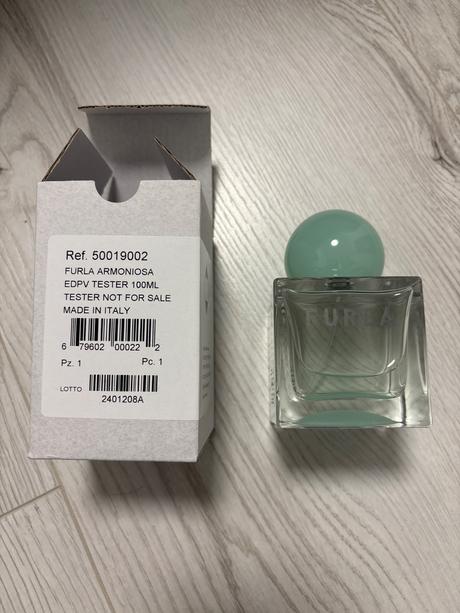 Ref. 50019002
FURLA ARMONIOSA
EDPV TESTER 100ML
TESTER NOT FOR SALE
MADE IN ITALY
6 79602 00022 2
Pz. 1 Pc. 1
LOTTO
2401208A
FURLA